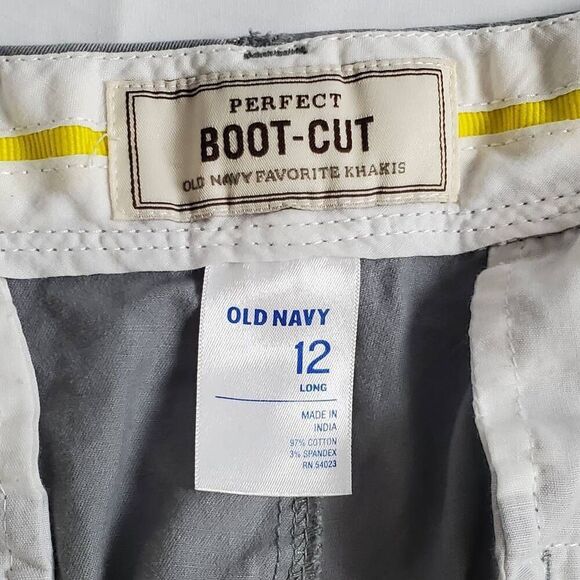 PERFECT
BOOT-CUT
OLD NAVY FAVORITE KHAKIS
OLD NAVY
12
LONG
MADE IN
INDIA
97% COTTON
3% SPANDEX
RN 54023